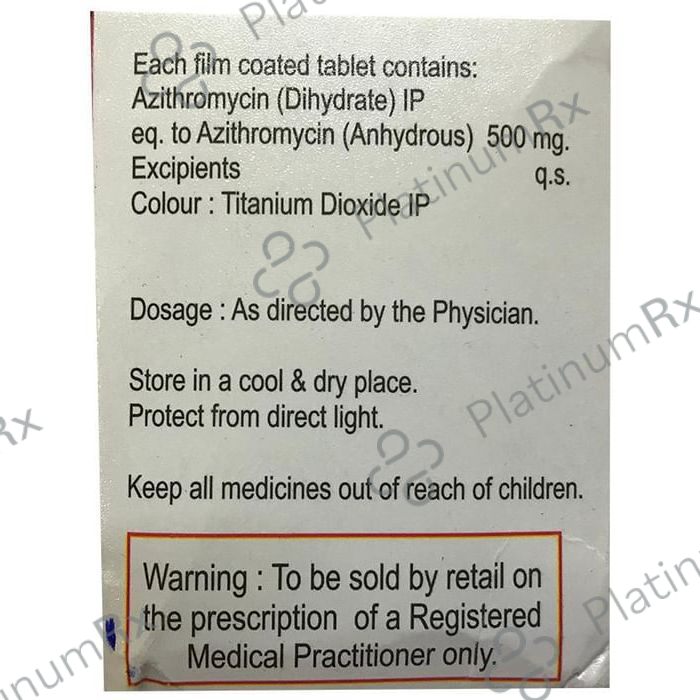 Each film coated tablet contains:
Azithromycin (Dihydrate) IP
eq. to Azithromycin (Anhydrous) 500 mg.
Excipients q.s.
Colour : Titanium Dioxide IP
Dosage : As directed by the Physician.
Store in a cool & dry place.
Protect from direct light.
Keep all medicines out of reach of children.
Warning : To be sold by retail on
the prescription of a Registered
Medical Practitioner only.
PlatinumRx
PlatinumRx
PlatinumRx